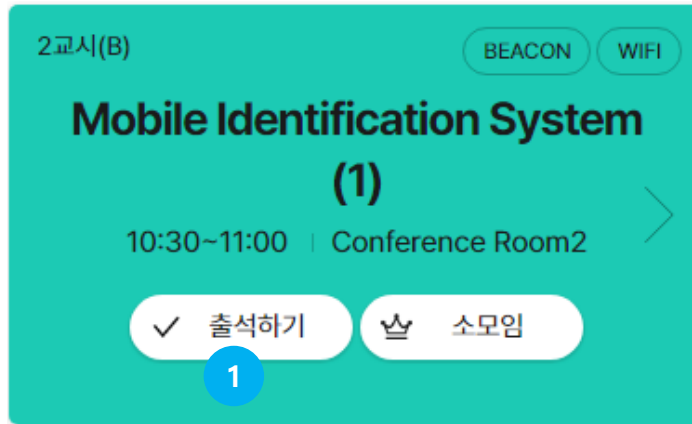 2교시(B)
BEACON
WIFI
Mobile Identification System
(1)
10:30~11:00 | Conference Room2
출석하기
소모임
1